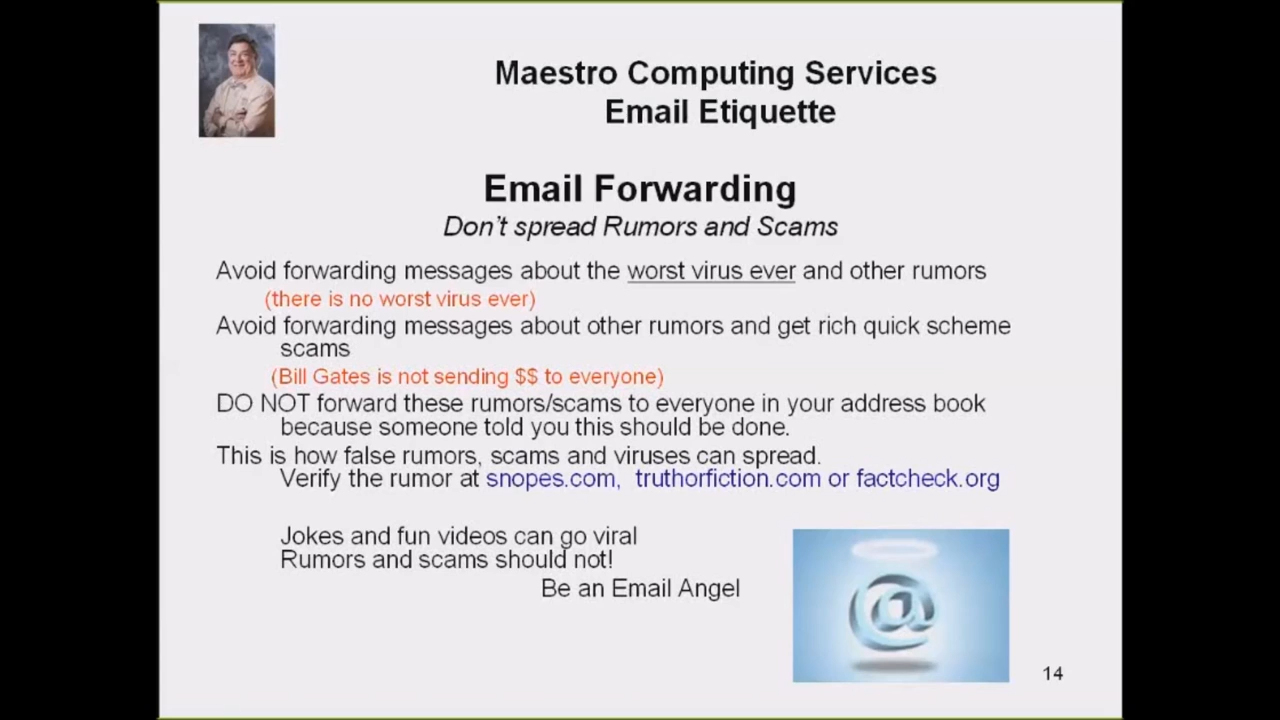 Maestro Computing Services
Email Etiquette
Email Forwarding
Don't spread Rumors and Scams
Avoid forwarding messages about the worst virus ever and other rumors
(there is no worst virus ever)
Avoid forwarding messages about other rumors and get rich quick scheme
scams
(Bill Gates is not sending $$ to everyone)
DO NOT forward these rumors/scams to everyone in your address book
because someone told you this should be done.
This is how false rumors, scams and viruses can spread.
Verify the rumor at snopes.com, truthorfiction.com or factcheck.org
Jokes and fun videos can go viral
Rumors and scams should not!
Be an Email Angel
@
14